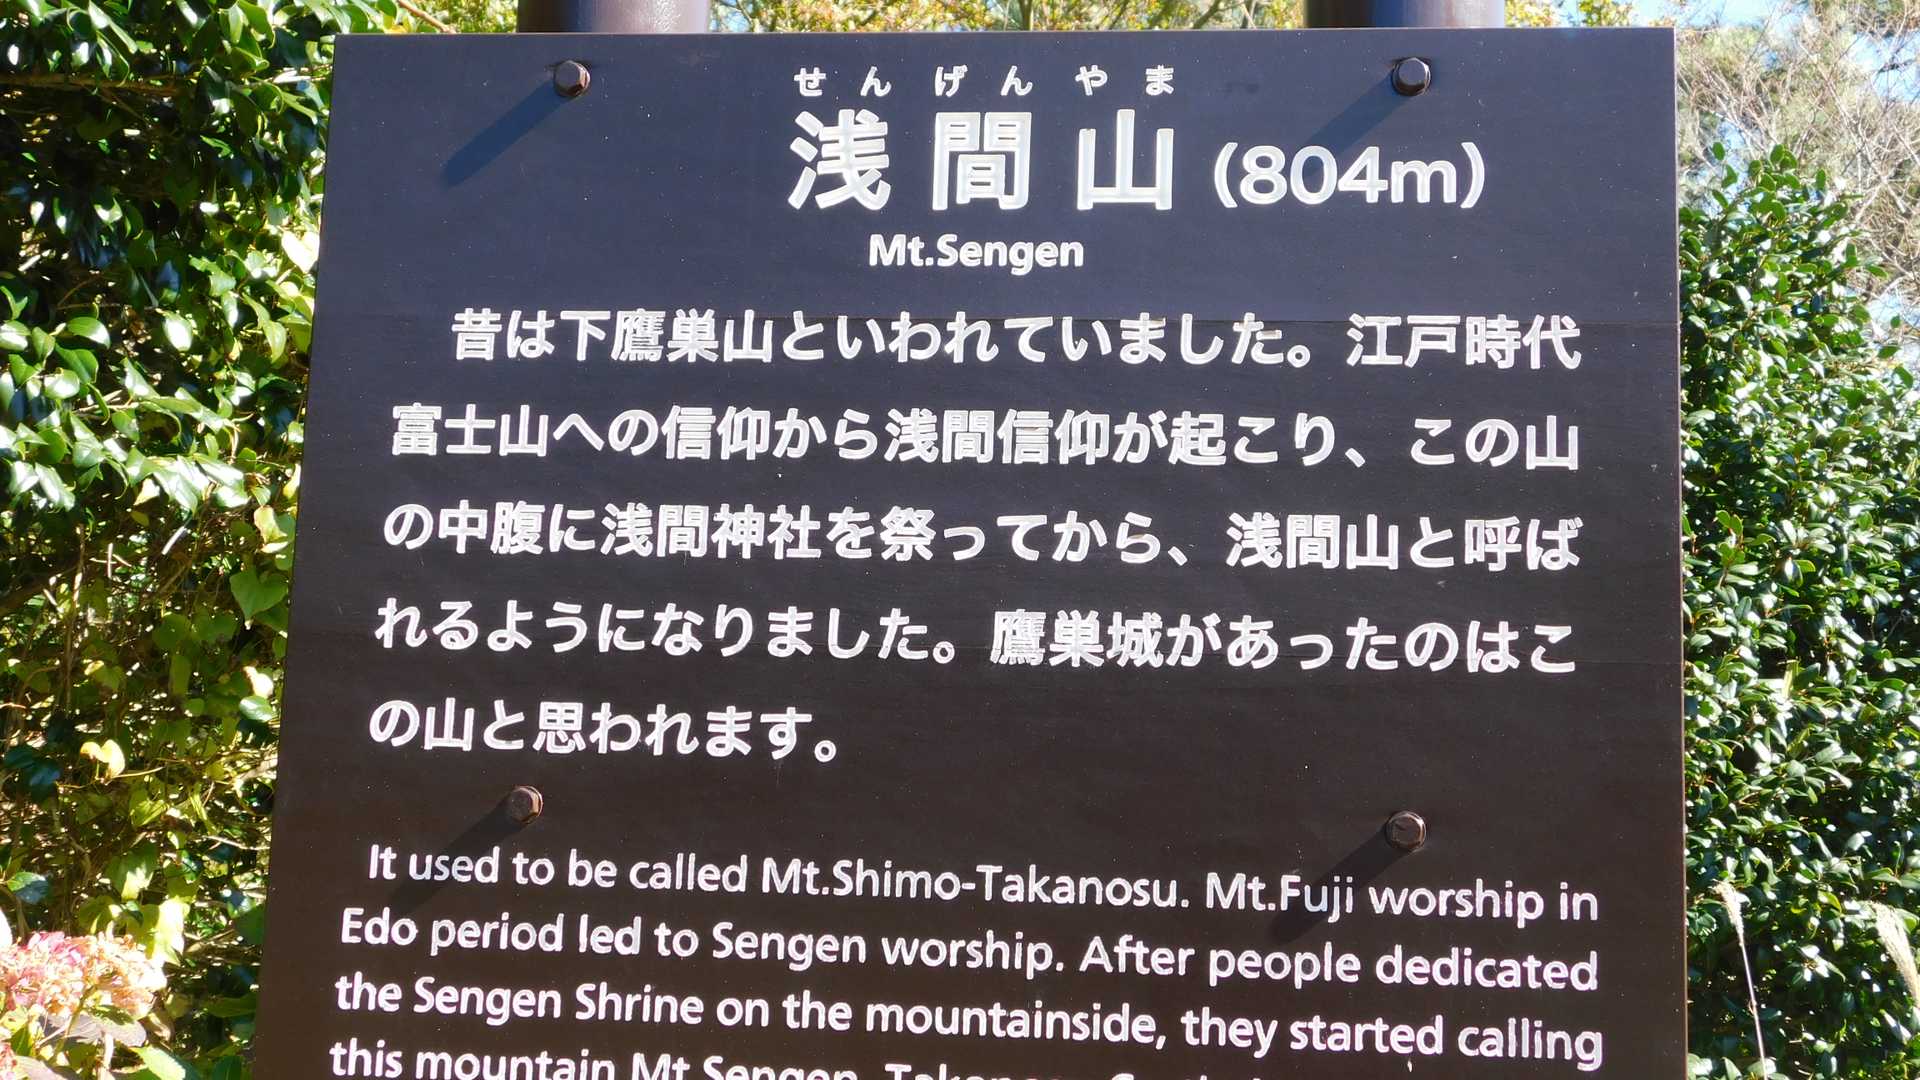 せんげんやま
浅間山(804m)
Mt.Sengen
昔は下鷹巣山といわれていました。江戸時代
富士山への信仰から浅間信仰が起こり、この山
の中腹に浅間神社を祭ってから、浅間山と呼ば
れるようになりました。鷹巣城があったのはこ
の山と思われます。
It used to be called Mt.Shimo-Takanosu. Mt.Fuji worship in
Edo period led to Sengen worship. After people dedicated
the Sengen Shrine on the mountainside, they started calling
this mountain Mt.Sengen.